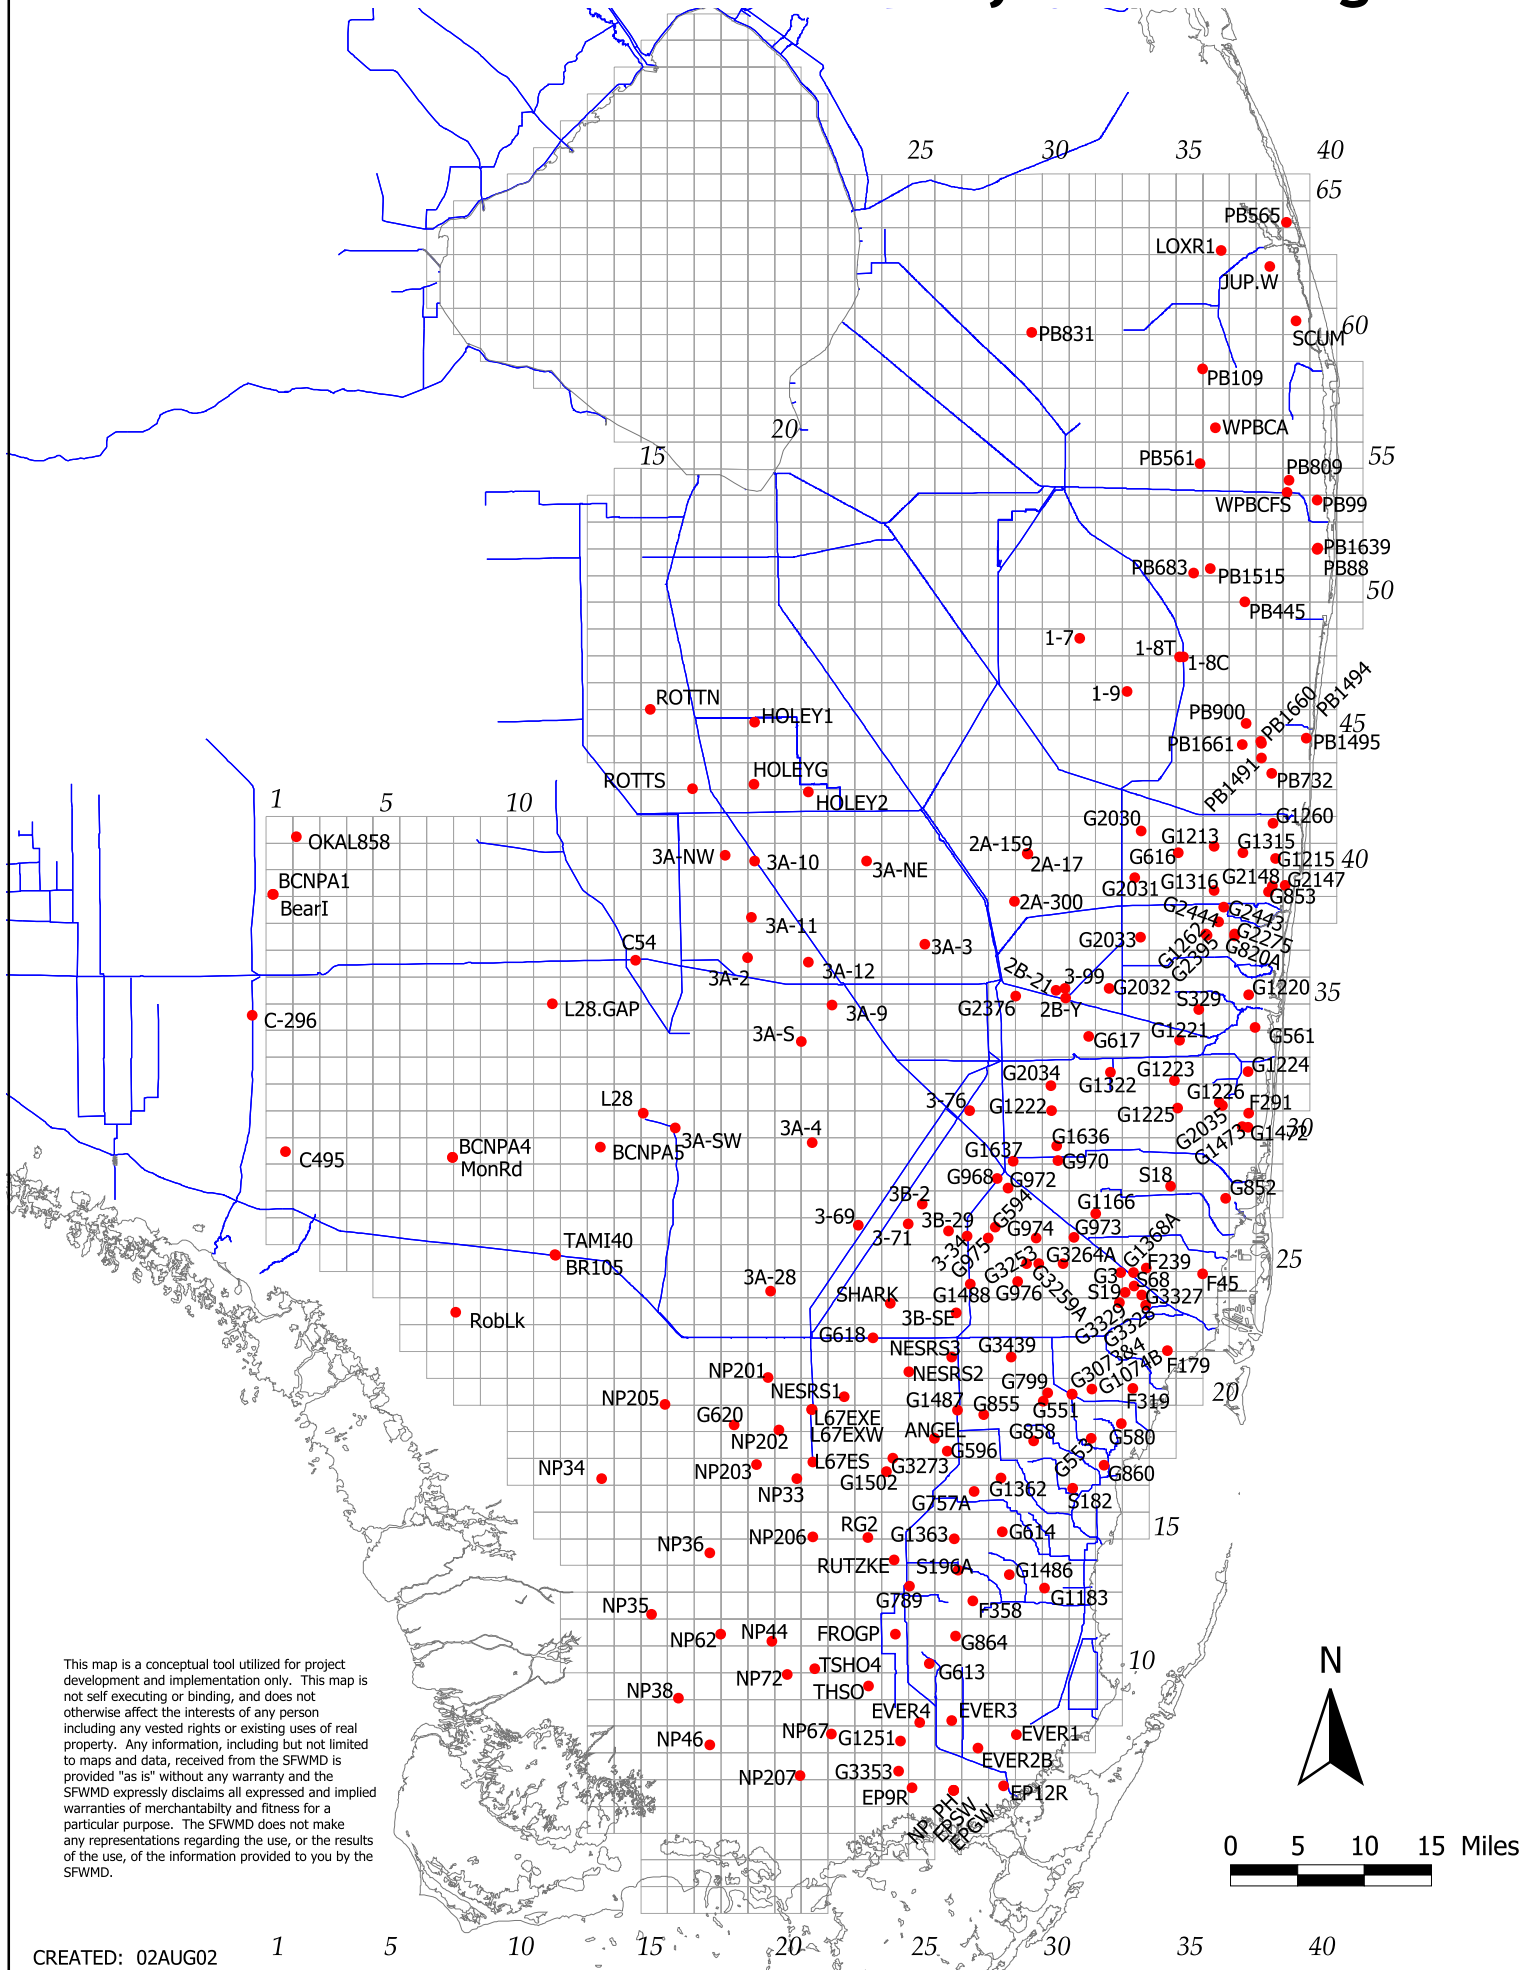 25 30 35 40
65
PB565
LOXR1
JUP.W
60
SCUM
PB831
PB109
20
WPBCA
15
55
PB561
PB809
WPBCFS
PB99
PB1639
PB683
PB88
PB1515
50
PB445
1-7
1-8T
1-8C
1-9
PB1494
PB1660
ROTTN
HOLEY1
PB900
45
PB1661
PB1495
HOLEYG
ROTTS
PB1491
PB732
HOLEY2
1 5 10
G2030
G1260
OKAL858
2A-159
G1213
G1315
3A-NW
3A-10
3A-NE
2A-17
G616
G1215
40
BCNPA1
G2031
G1316
G2148
G2147
BearI
2A-300
G853
3A-11
G2444
G2443
C54
3A-3
G2033
G1262
G2275
G2395
G820A
3A-2
3A-12
2B-21
3-99
G2032
G1220
35
L28.GAP
3A-9
G2376
2B-Y
S329
C-296
3A-S
G617
G1221
G561
G2034
G1322
G1223
G1224
L28
3-76
G1222
G1225
G1226
F291
3A-SW
3A-4
G2035
G1473
30
G1472
BCNPA4
BCNPA5
G1637
G1636
C495
MonRd
G970
G968
G972
S18
G852
3B-2
G594
G1166
3-69
3-71
3B-29
G974
G973
G1368A
TAMI40
3-34
G975
G3253
G3264A
25
BR105
F239
G3
S68
F45
3A-28
G1488
G976
G3259A
S19
G3327
SHARK
3B-SE
G3329
G3328
RobLk
G618
NESRS3
G3439
G3073&4
G1074B
F179
NP201
NESRS2
G799
20
NP205
NESRS1
G1487
G855
G551
F319
G620
L67EXE
L67EXW
ANGEL
G858
G580
NP202
G596
G553
NP34
NP203
L67ES
G3273
G860
NP33
G1502
G757A
G1362
S182
15
NP36
NP206
RG2
G1363
G614
RUTZKE
S196A
G1486
G789
F358
G1183
NP35
NP62
NP44
FROGP
G864
10
NP72
TSHO4
G613
NP38
THSO
EVER4
EVER3
NP46
NP67
G1251
EVER1
EVER2B
NP207
G3353
EP9R
EP12R
NP_PH
EPSW
EPGW
This map is a conceptual tool utilized for project
development and implementation only. This map is
not self executing or binding, and does not
otherwise affect the interests of any person
including any vested rights or existing uses of real
property. Any information, including but not limited
to maps and data, received from the SFWMD is
provided "as is" without any warranty and the
SFWMD expressly disclaims all expressed and implied
warranties of merchantabilty and fitness for a
particular purpose. The SFWMD does not make
any representations regarding the use, or the results
of the use, of the information provided to you by the
SFWMD.
N
0 5 10 15 Miles
1 5 10 15 20 25 30 35 40
CREATED: 02AUG02